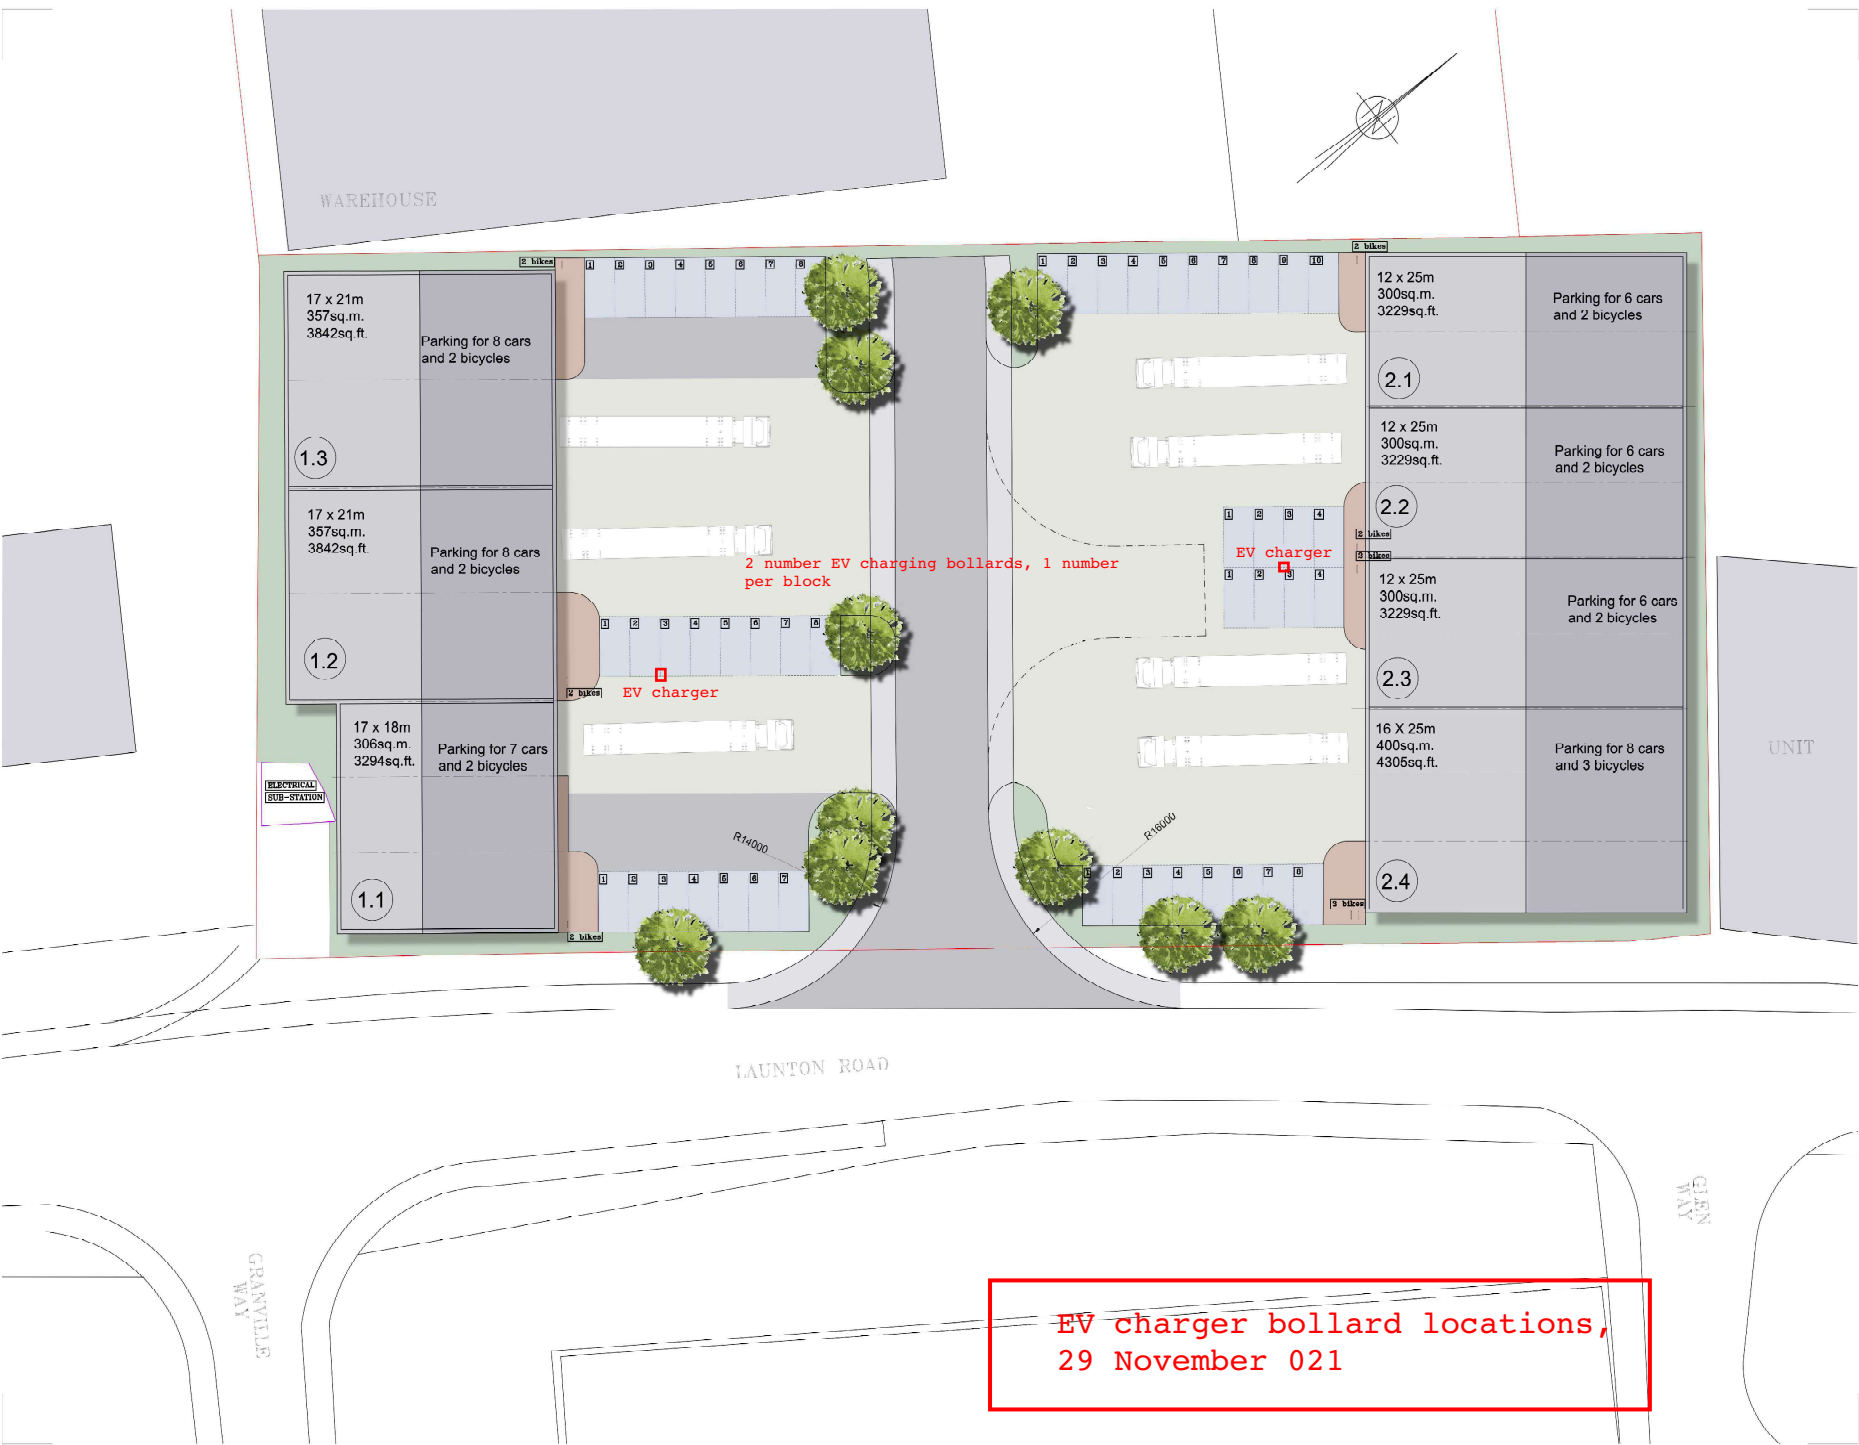 WAREHOUSE
2 bikes
1 2 3 4 5 6 7 8
1 2 3 4 5 6 7 8 9 10
2 bikes
17 x 21m
357sq.m.
3842sq.ft.
Parking for 8 cars
and 2 bicycles
1.3
12 x 25m
300sq.m.
3229sq.ft.
Parking for 6 cars
and 2 bicycles
2.1
12 x 25m
300sq.m.
3229sq.ft.
Parking for 6 cars
and 2 bicycles
2.2
17 x 21m
357sq.m.
3842sq.ft.
Parking for 8 cars
and 2 bicycles
1.2
1 2 3 4
2 bikes
EV charger
2 bikes
1 2 3 4
2 number EV charging bollards, 1 number
per block
12 x 25m
300sq.m.
3229sq.ft.
Parking for 6 cars
and 2 bicycles
2.3
1 2 3 4 5 6 7 8
2 bikes
EV charger
17 x 18m
306sq.m.
3294sq.ft.
Parking for 7 cars
and 2 bicycles
1.1
16 X 25m
400sq.m.
4305sq.ft.
Parking for 8 cars
and 3 bicycles
2.4
UNIT
ELECTRICAL
SUB-STATION
R14000
R16000
1 2 3 4 5 6 7
1 2 3 4 5 6 7 8
3 bikes
2 bikes
LAUNTON ROAD
GLEN
WAY
GRANVILLE
WAY
EV charger bollard locations,
29 November 021